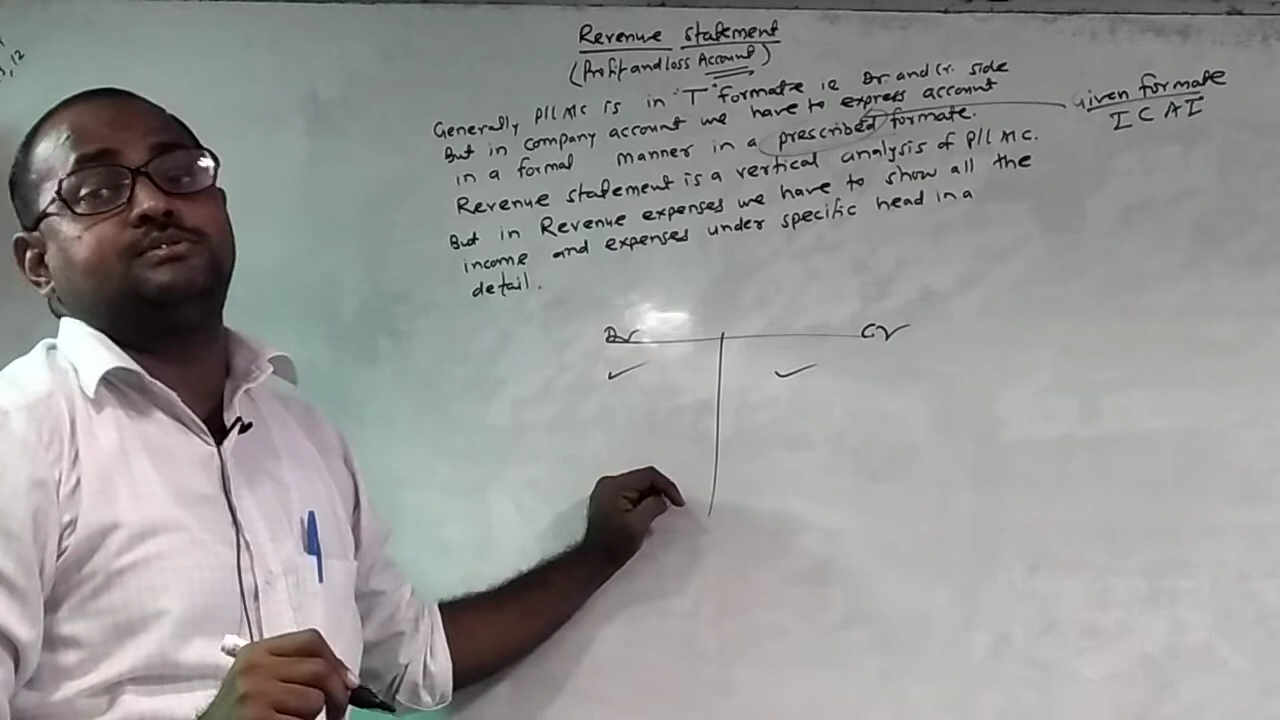 Revenue statement
(Profit and loss Account)
Generally P/L A/C is in "T" formate ie Dr and Cr. side
But in company account we have to express account
in a formal manner in a prescribed formate.
Given formate
ICAI
Revenue statement is a vertical analysis of P/L A/C.
But in Revenue expenses we have to show all the
income and expenses under specific head in a
detail.
Dr Cr
, 12